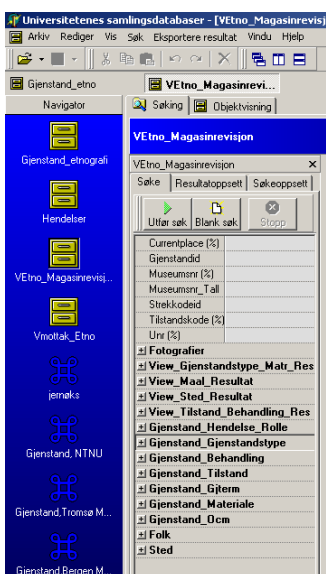 Universitetenes samlingsdatabaser - [VEtno_Magasinrevisj
Arkiv Rediger Vis Søk Eksportere resultat Vindu Hjelp
Gjenstand_etno VEtno_Magasinrevi...
Navigator Søking Objektvisning
VEtno_Magasinrevisjon
VEtno_Magasinrevisjon
Søke Resultatoppsett Søkeoppsett
Utfør søk Blank søk Stopp
Currentplace (%)
Gjenstandid
Museumsnr (%)
Museumsnr_Tall
Strekkodeid
Tilstandskode (%)
Unr (%)
Fotografier
View_Gjenstandstype_Matr_Res
View_Maal_Resultat
View_Sted_Resultat
View_Tilstand_Behandling_Res
Gjenstand_Hendelse_Rolle
Gjenstand_Gjenstandstype
Gjenstand_Behandling
Gjenstand_Tilstand
Gjenstand_Gjterm
Gjenstand_Materiale
Gjenstand_Ocm
Folk
Sted
Gjenstand_etnografi
Hendelser
VEtno_Magasinrevisj...
Vmottak_Etno
jernøks
Gjenstand, NTNU
Gjenstand,Tromsø M...
Gjenstand,Bergen M...